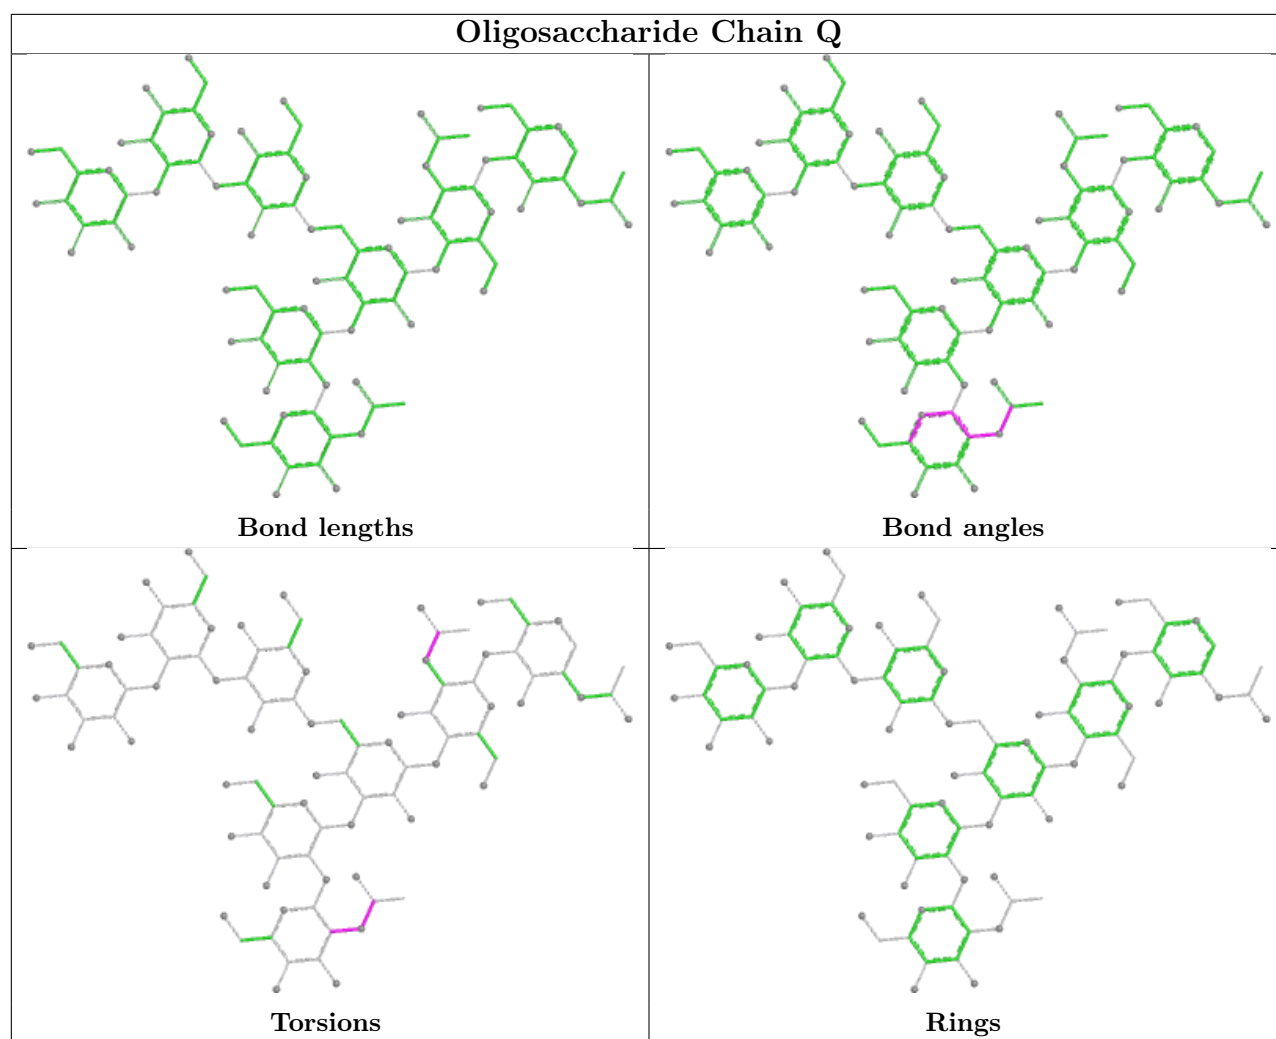 Oligosaccharide Chain Q
Bond lengths
Bond angles
Torsions
Rings